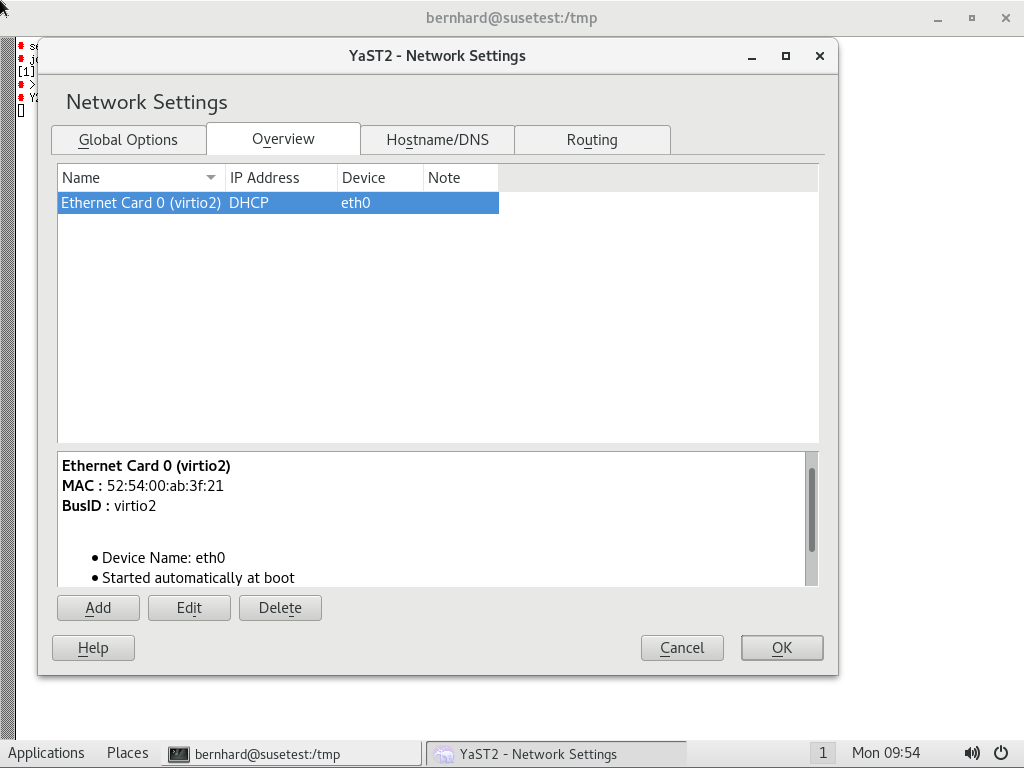 bernhard@susetest:/tmp
[1]
YaST2 - Network Settings
Network Settings
Global Options Overview Hostname/DNS Routing
Name IP Address Device Note
Ethernet Card 0 (virtio2) DHCP eth0
Ethernet Card 0 (virtio2)
MAC : 52:54:00:ab:3f:21
BusID : virtio2
• Device Name: eth0
• Started automatically at boot
Add Edit Delete
Help Cancel OK
Applications Places bernhard@susetest:/tmp YaST2 - Network Settings 1 Mon 09:54